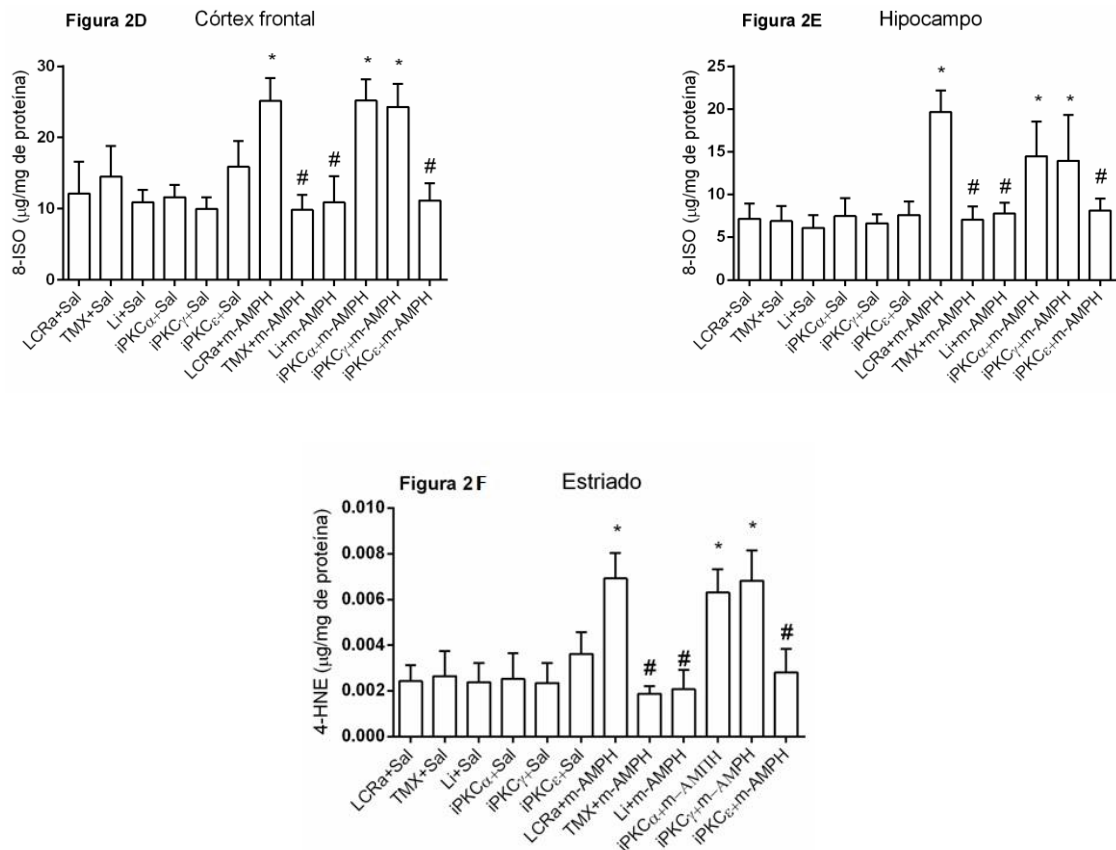 Figura 2D Córtex frontal
8-ISO (μg/mg de proteína)
30
20
10
0
* * *
# # #
LCRa+Sal
TMX+Sal
Li+Sal
iPKCα+Sal
iPKCγ+Sal
iPKCε+Sal
LCRa+m-AMPH
TMX+m-AMPH
Li+m-AMPH
iPKCα+m-AMPH
iPKCγ+m-AMPH
iPKCε+m-AMPH
Figura 2E Hipocampo
8-ISO (μg/mg de proteína)
25
20
15
10
5
0
* * *
# # #
LCRa+Sal
TMX+Sal
Li+Sal
iPKCα+Sal
iPKCγ+Sal
iPKCε+Sal
LCRa+m-AMPH
TMX+m-AMPH
Li+m-AMPH
iPKCα+m-AMPH
iPKCγ+m-AMPH
iPKCε+m-AMPH
Figura 2F Estriado
4-HNE (μg/mg de proteína)
0.010
0.008
0.006
0.004
0.002
0.000
* * *
# # #
LCRa+Sal
TMX+Sal
Li+Sal
iPKCα+Sal
iPKCγ+Sal
iPKCε+Sal
LCRa+m-AMPH
TMX+m-AMPH
Li+m-AMPH
iPKCα+m-ΑΜΠΗ
iPKCγ+m-AMPH
iPKCε+m-AMPH